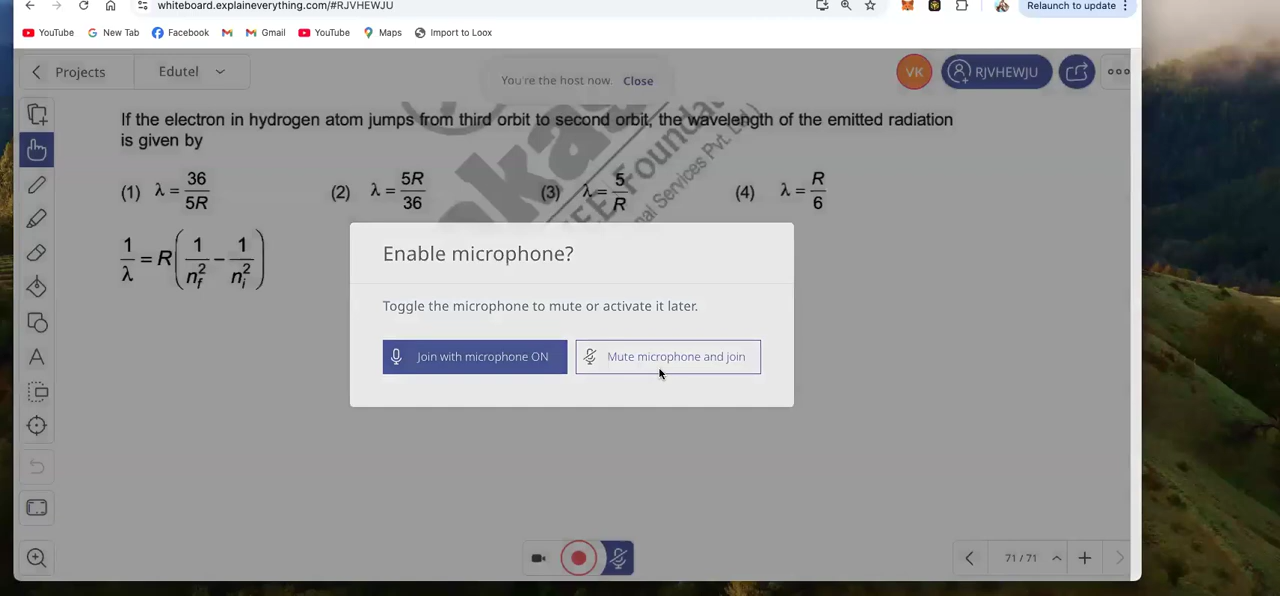 whiteboard.explaineverything.com/#RJVHEWJU
Relaunch to update
YouTube New Tab Facebook Gmail YouTube Maps Import to Loox
Projects Edutel You're the host now. Close VK RJVHEWJU
If the electron in hydrogen atom jumps from third orbit to second orbit, the wavelength of the emitted radiation
is given by
(1) λ = 36/5R (2) λ = 5R/36 (3) λ = 5/R (4) λ = R/6
1/λ = R(1/n_f^2 − 1/n_i^2)
Enable microphone?
Toggle the microphone to mute or activate it later.
Join with microphone ON Mute microphone and join
71 / 71